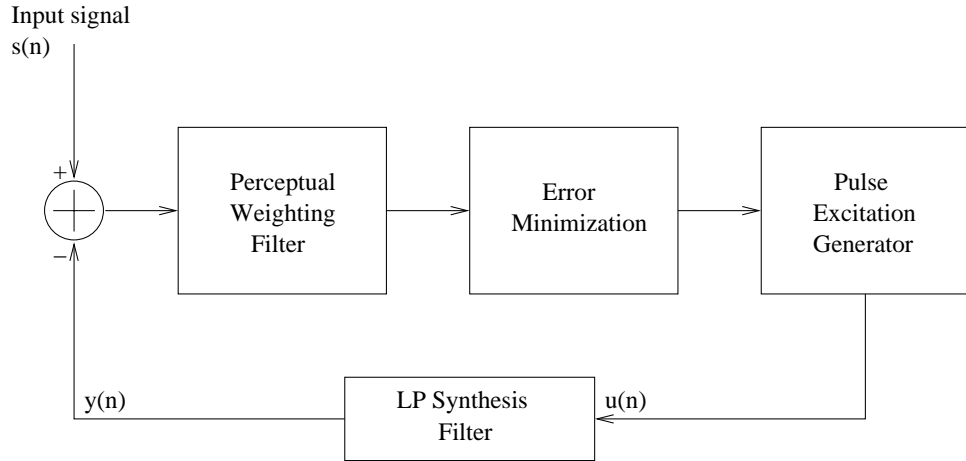 Input signal
s(n)
+
−
Perceptual
Weighting
Filter
Error
Minimization
Pulse
Excitation
Generator
y(n)
LP Synthesis
Filter
u(n)